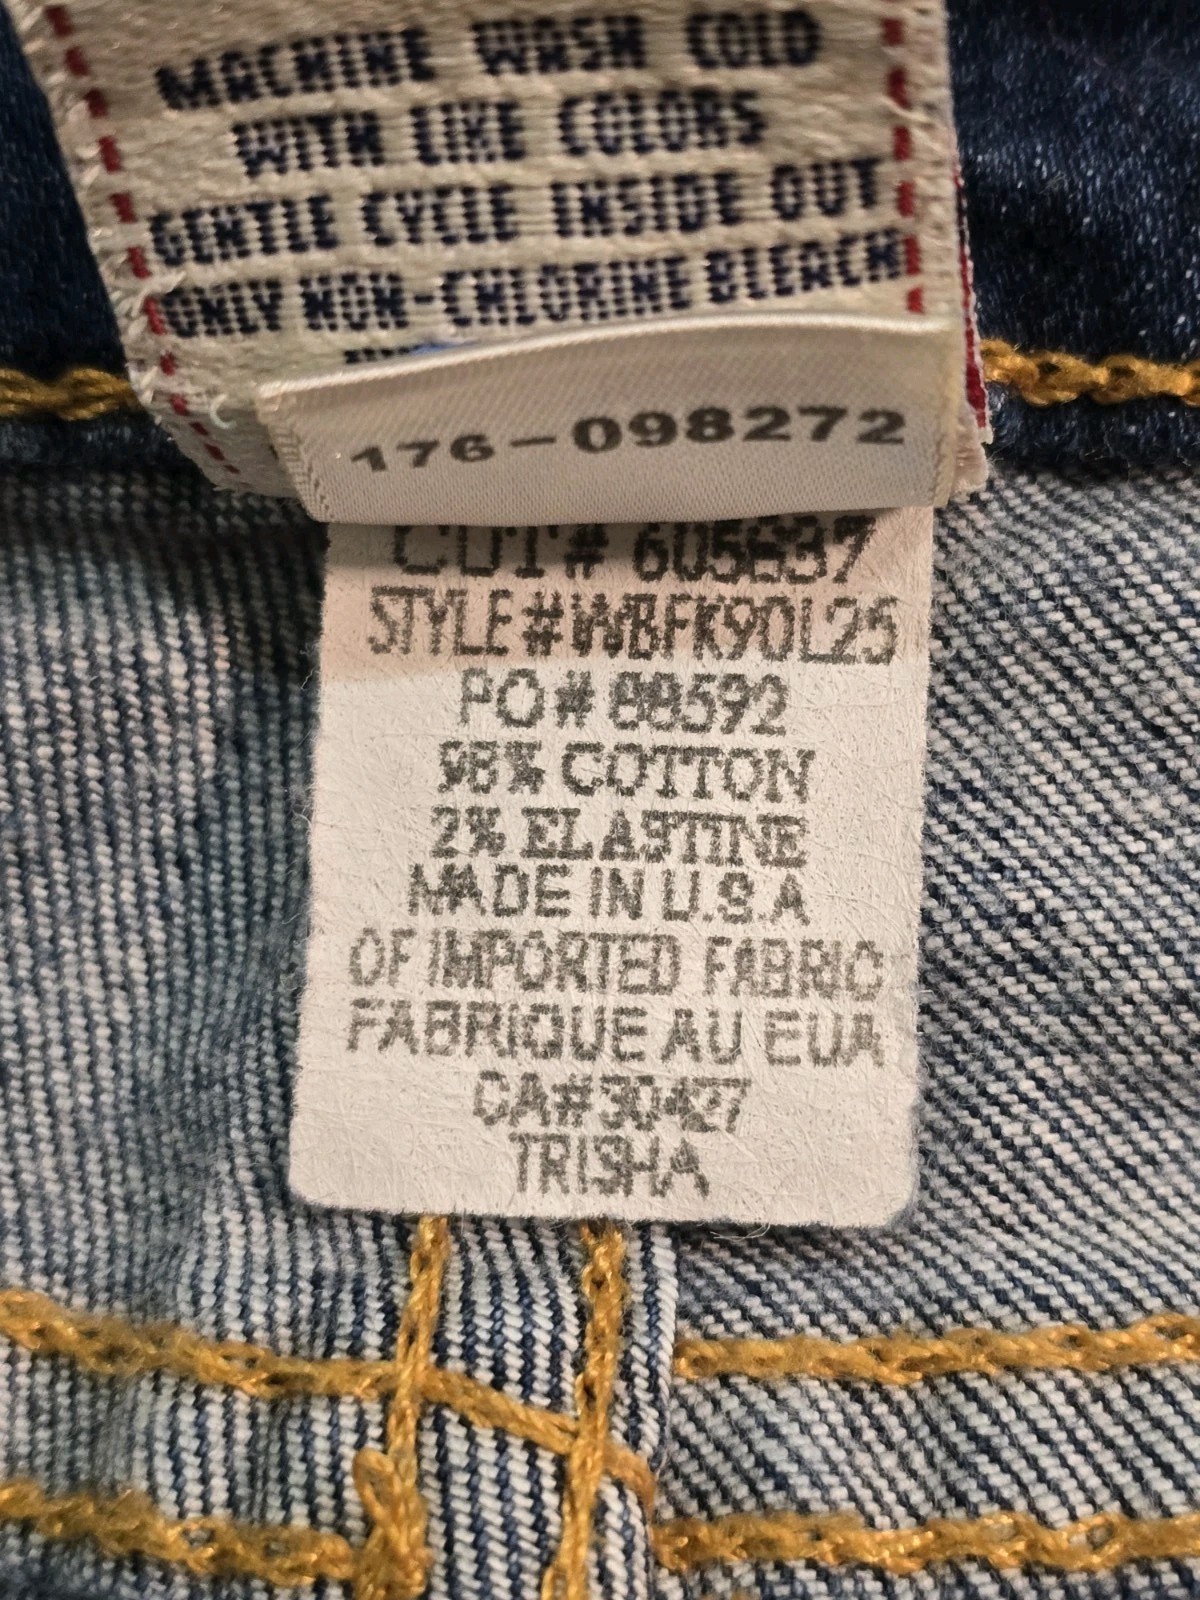 MACHINE WASH COLD
WITH LIKE COLORS
GENTLE CYCLE INSIDE OUT
ONLY NON-CHLORINE BLEACH
176-098272
CUT# 605837
STYLE#WBFK90L25
PO# 88592
98% COTTON
2% ELASTINE
MADE IN U.S.A
OF IMPORTED FABRIC
FABRIQUE AU EUA
CA#30427
TRISHA